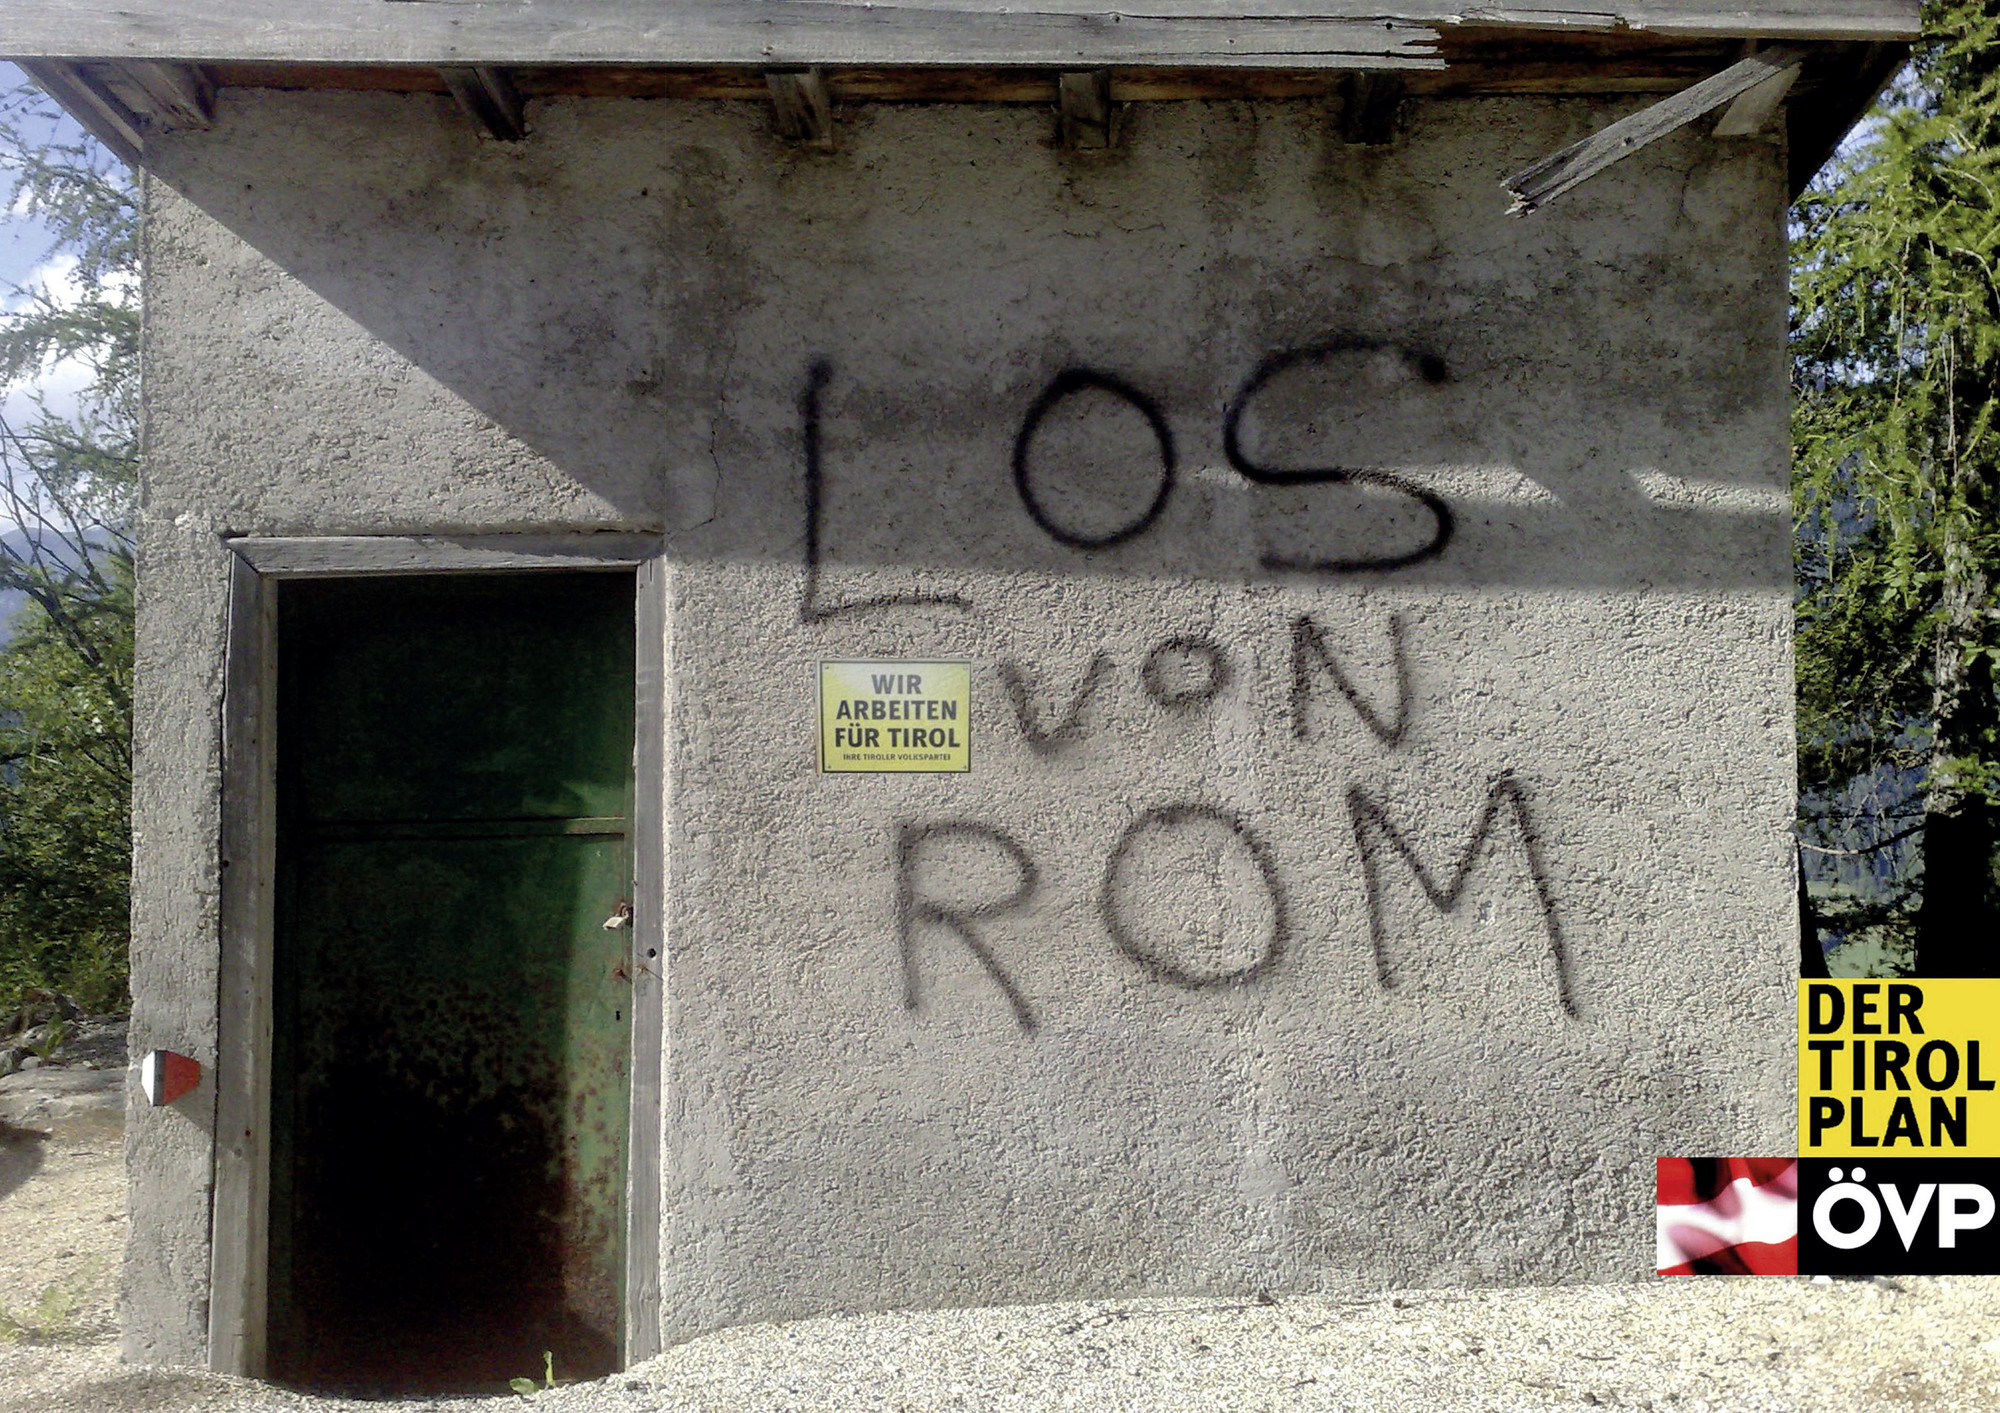 LOS
VON
ROM
WIR
ARBEITEN
FÜR TIROL
IHRE TIROLER VOLKSPARTEI
DER
TIROL
PLAN
ÖVP